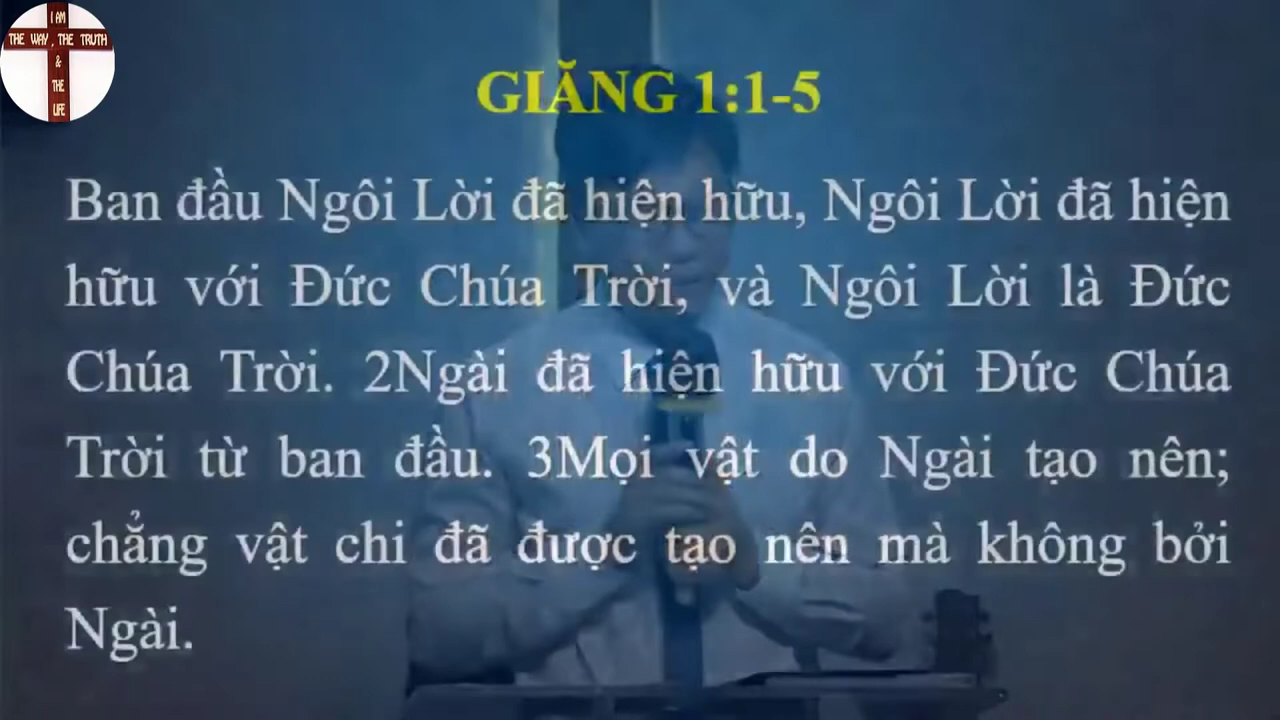 I AM
THE WAY, THE TRUTH
&
THE
LIFE
GIĂNG 1:1-5
Ban đầu Ngôi Lời đã hiện hữu, Ngôi Lời đã hiện
hữu với Đức Chúa Trời, và Ngôi Lời là Đức
Chúa Trời. 2Ngài đã hiện hữu với Đức Chúa
Trời từ ban đầu. 3Mọi vật do Ngài tạo nên;
chẳng vật chi đã được tạo nên mà không bởi
Ngài.